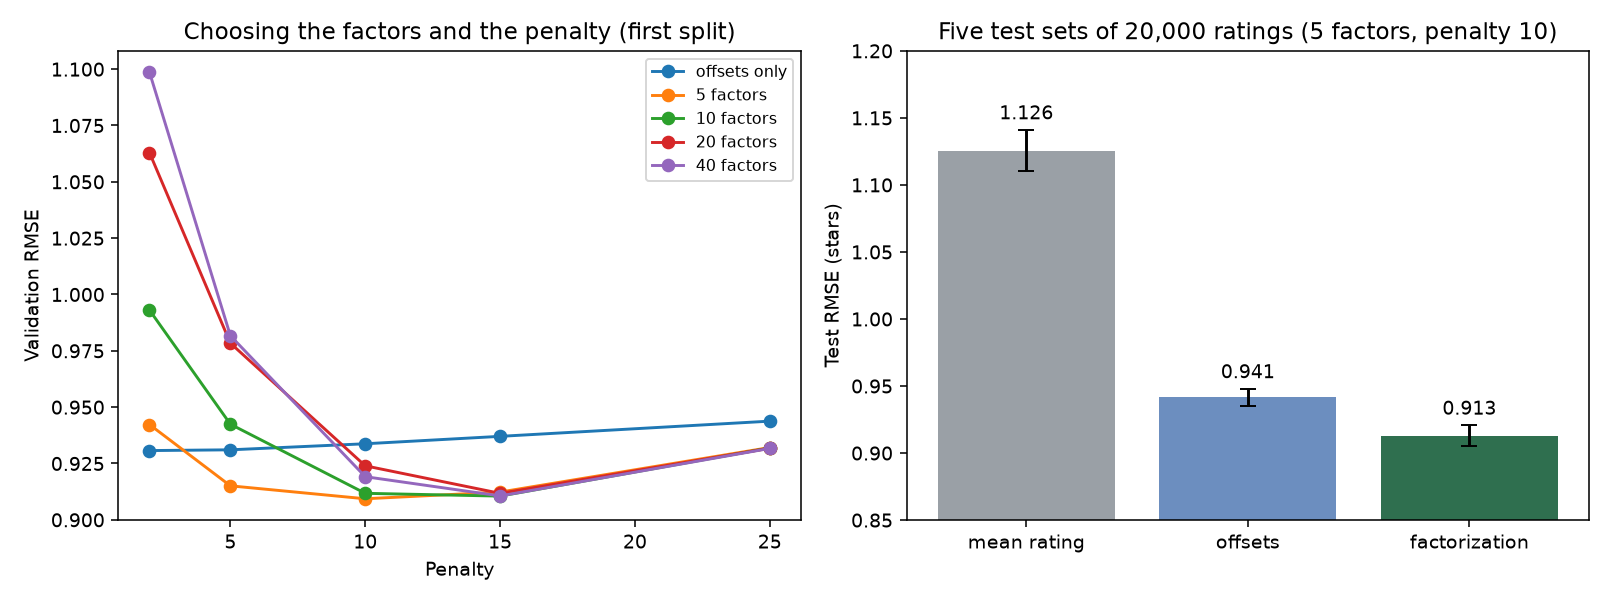 Choosing the factors and the penalty (first split)
Validation RMSE
1.100
1.075
1.050
1.025
1.000
0.975
0.950
0.925
0.900
5
10
15
20
25
Penalty
offsets only
5 factors
10 factors
20 factors
40 factors
Five test sets of 20,000 ratings (5 factors, penalty 10)
Test RMSE (stars)
1.20
1.15
1.10
1.05
1.00
0.95
0.90
0.85
1.126
0.941
0.913
mean rating
offsets
factorization